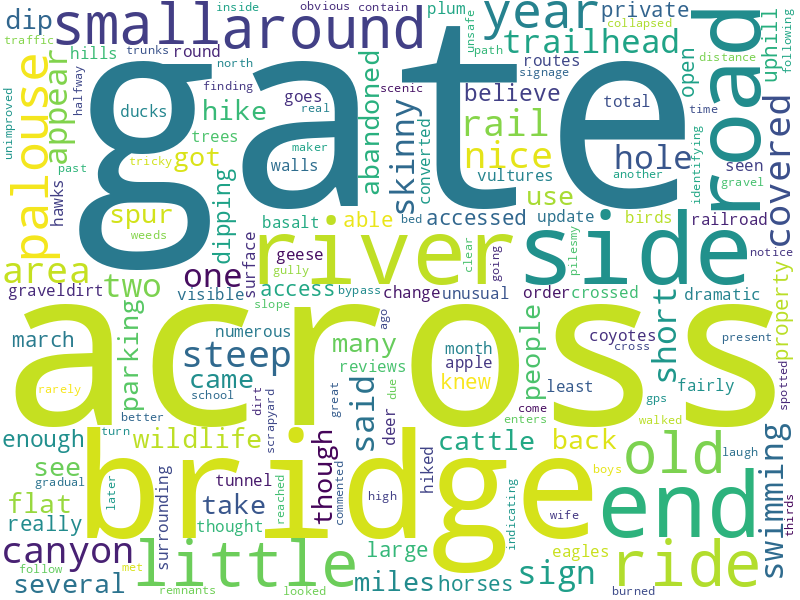 inside obvious contain plum year private dip
small around
traffic trunks round north path unsafe collapsed following
hills routes
trailhead
unimproved palouse appear halfway gate road uphill
finding scenic signage distance
ducks hike goes real believe open
total time
abandoned skinny converted rail covered
trees maker
past tricky got walls nice vultures hole seen
another identifying gravel
hawks dipping spur use
basalt able bed accessed update birds railroad
weeds
river side
area surface geese clear going pilesmy notice
gully
one two access bypass change unusual order crossed dramatic
graveldirt visible
slope
property
parking march numerous ago month people coyotes short present
steep many cross
across
came reviews apple least fairly spotted
rarely school knew gps
dirt great deer due come walked
better scrapyard said enters
enough turn wildlife though cattle back old laugh swimming
bridge
see tunnel commented hiked boys
gradual later surrounding high indicating end thirds
flat take wife
really thought reached large eagles
canyon little sign ride
follow met
several remnants looked miles horses burned